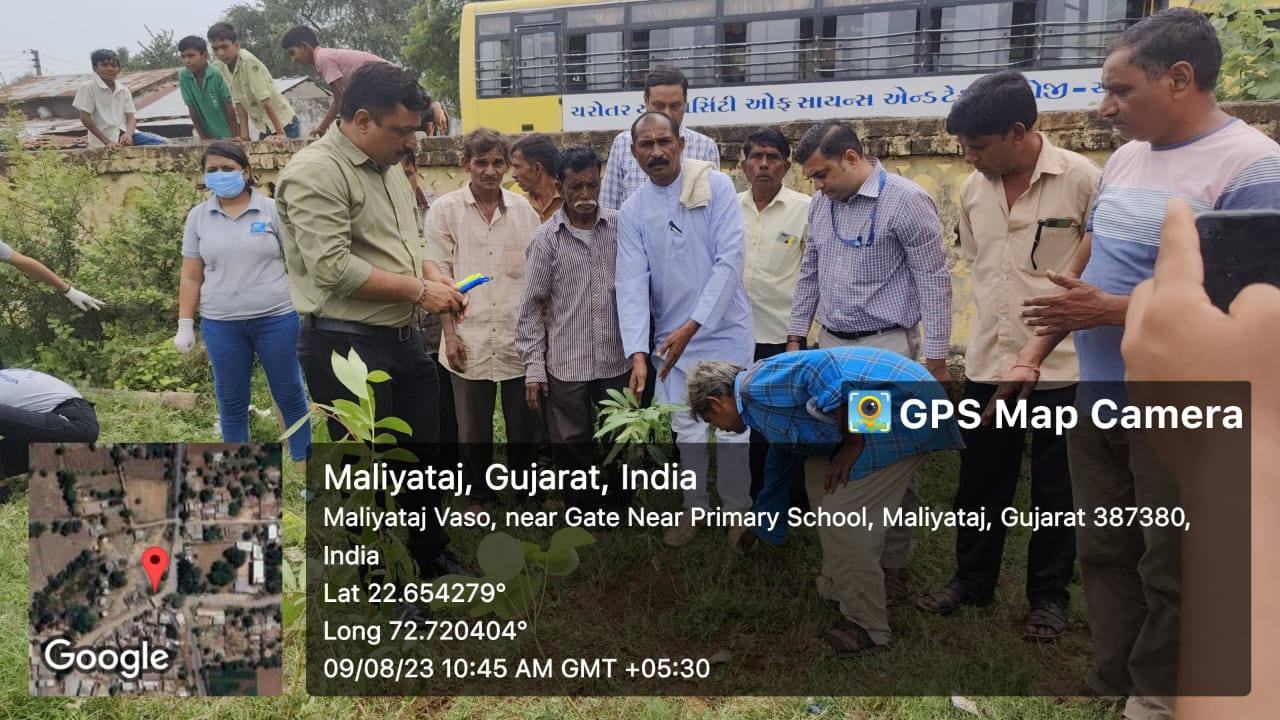 ચરોતર
ઓફ સાયન્સ એન્ડ
GPS Map Camera
Maliyataj, Gujarat, India
Maliyataj Vaso, near Gate Near Primary School, Maliyataj, Gujarat 387380,
India
Lat 22.654279°
Long 72.720404°
09/08/23 10:45 AM GMT +05:30
Google